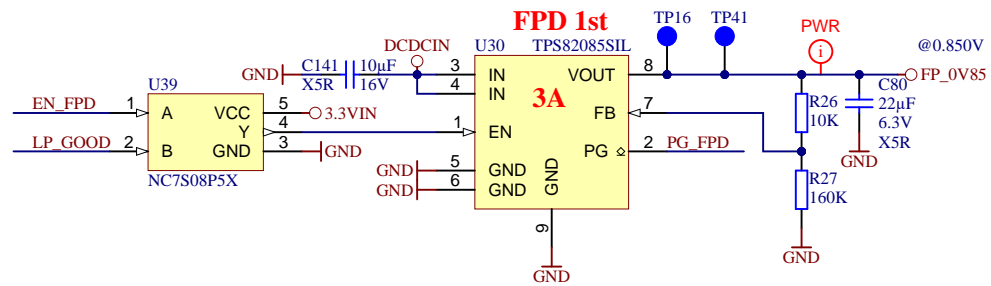 FPD 1st
TP16
TP41
PWR
DCDCIN
U30
TPS82085SIL
@0.850V
GND
C141
10µF
X5R
16V
3
IN
4
IN
VOUT
8
FP_0V85
C80
22µF
6.3V
X5R
GND
R26
10K
3A
FB
7
U39
EN_FPD
1
A
VCC
5
3.3VIN
Y
4
1
EN
LP_GOOD
2
B
GND
3
GND
PG
2
PG_FPD
NC7S08P5X
GND
5
GND
GND
6
GND
GND
9
GND
R27
160K
GND
i